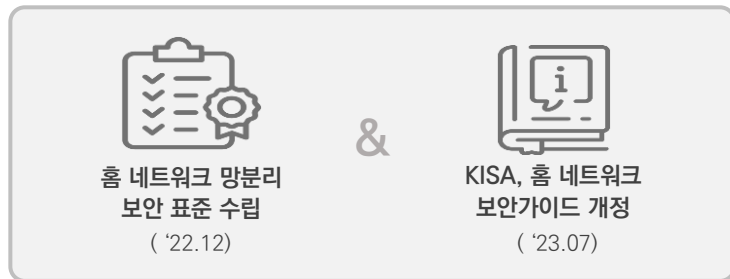 홈 네트워크 망분리
보안 표준 수립
( ‘22.12)
&
i
KISA, 홈 네트워크
보안가이드 개정
( ‘23.07)